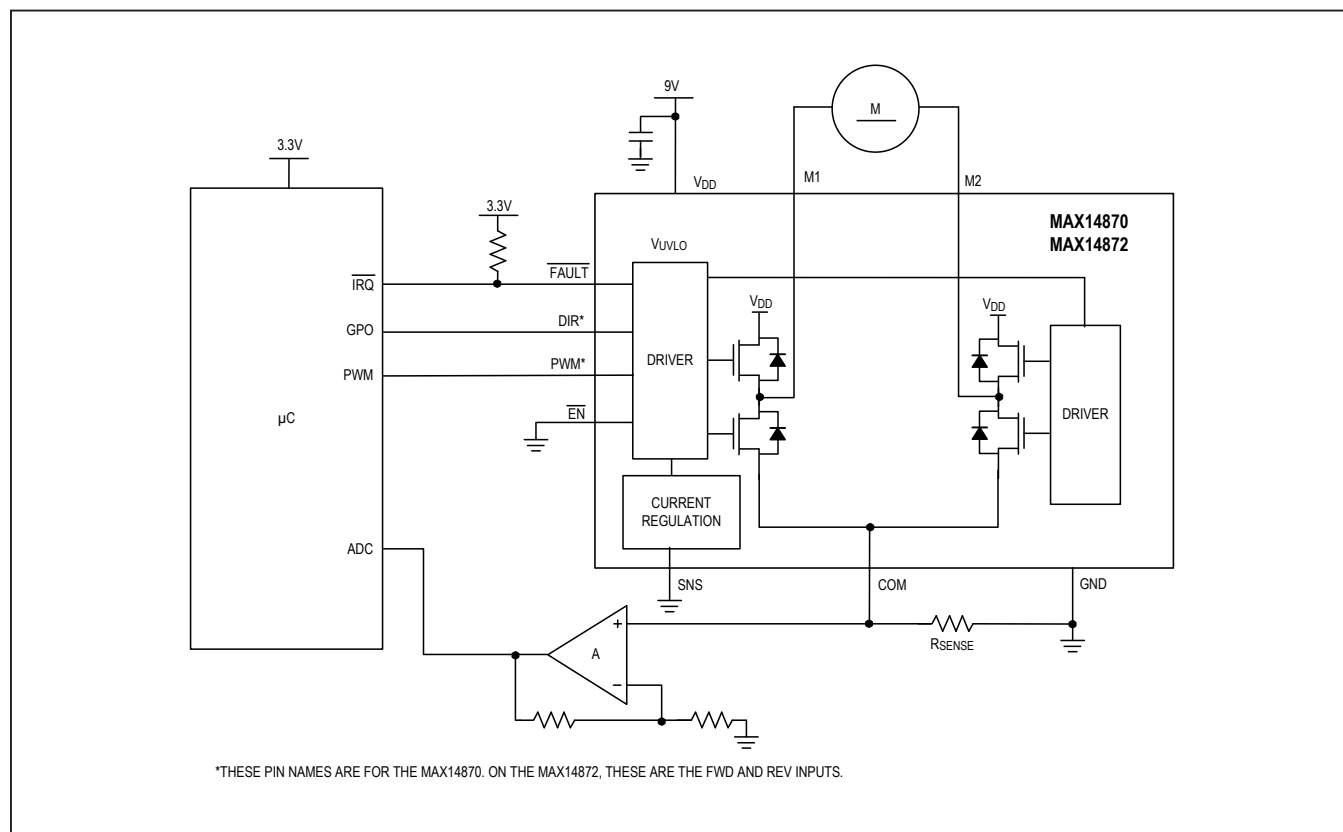 9V
M
3.3V
VDD
M1
M2
3.3V
MAX14870
MAX14872
VUVLO
IRQ
FAULT
VDD
VDD
GPO
DIR*
DRIVER
PWM
PWM*
µC
EN
DRIVER
CURRENT
REGULATION
ADC
SNS
COM
GND
+
RSENSE
A
–
*THESE PIN NAMES ARE FOR THE MAX14870. ON THE MAX14872, THESE ARE THE FWD AND REV INPUTS.